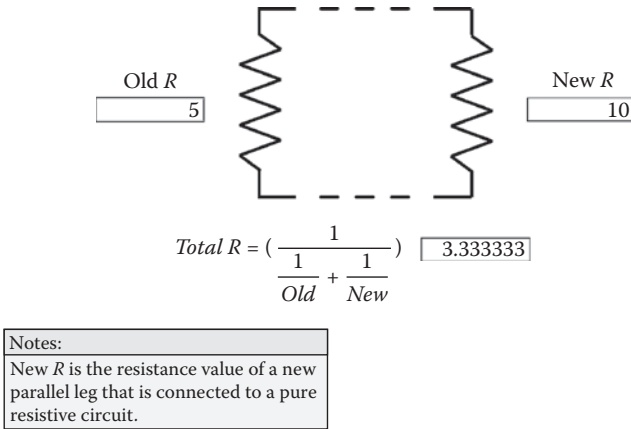 Old R
5
New R
10
Total R = ( 1 / ( 1/Old + 1/New ) ) 3.333333
Notes:
New R is the resistance value of a new
parallel leg that is connected to a pure
resistive circuit.